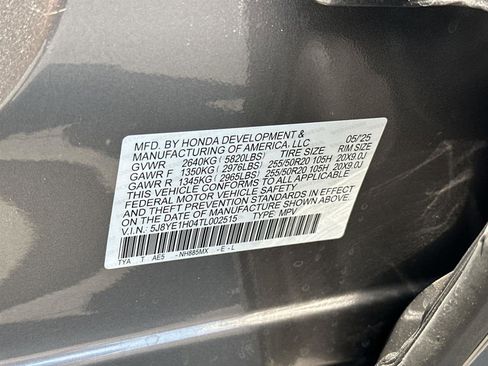 MFD. BY HONDA DEVELOPMENT & 05/25
MANUFACTURING OF AMERICA, LLC.
GVWR 2640KG (5820LBS) TIRE SIZE RIM SIZE
GAWR F 1350KG (2976LBS) 255/50R20 105H 20X9.0J
GAWR R 1345KG (2965LBS) 255/50R20 105H 20X9.0J
THIS VEHICLE CONFORMS TO ALL APPLICABLE
FEDERAL MOTOR VEHICLE SAFETY, BUMPER,
AND THEFT PREVENTION STANDARDS IN EFFECT
ON THE DATE OF MANUFACTURE SHOWN ABOVE.
V.I.N.: 5J8YE1H04TL002515 TYPE: MPV
TYA T AE5 -NH885MX -E-L